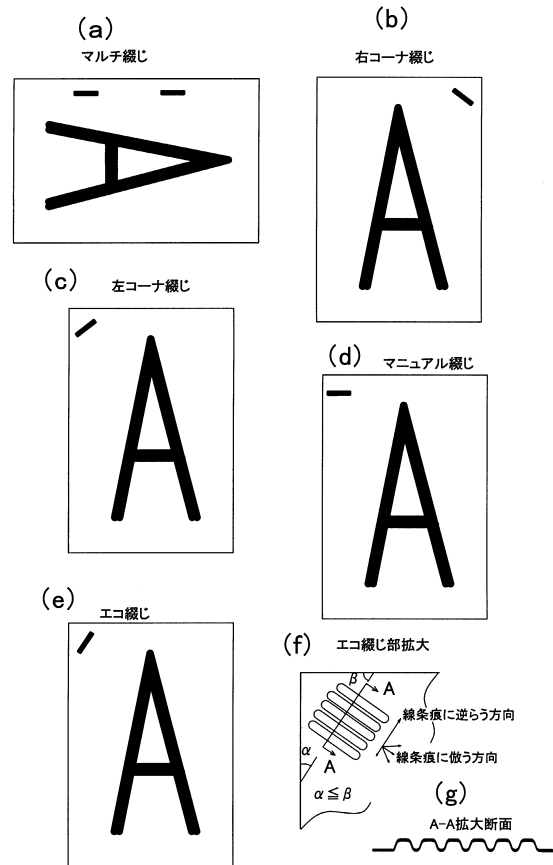 (a)
マルチ綴じ
(b)
右コーナ綴じ
A
A
(c)
左コーナ綴じ
A
(d)
マニュアル綴じ
A
(e)
エコ綴じ
A
(f)
エコ綴じ部拡大
β
A
線条痕に逆らう方向
α
A
線条痕に倣う方向
α≦β
(g)
A-A拡大断面